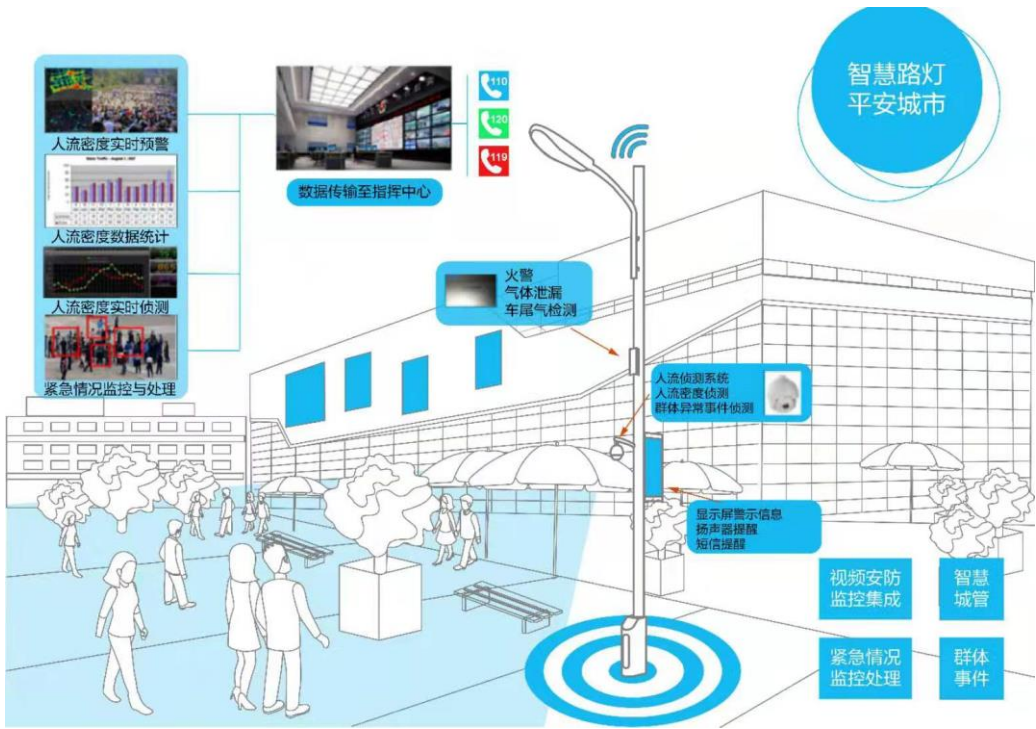 智慧路灯
平安城市
人流密度实时预警
人流密度数据统计
人流密度实时侦测
紧急情况监控与处理
数据传输至指挥中心
110
120
119
火警
气体泄漏
车尾气检测
人流侦测系统
人流密度侦测
群体异常事件侦测
显示屏警示信息
扬声器提醒
短信提醒
视频安防
监控集成
智慧
城管
紧急情况
监控处理
群体
事件